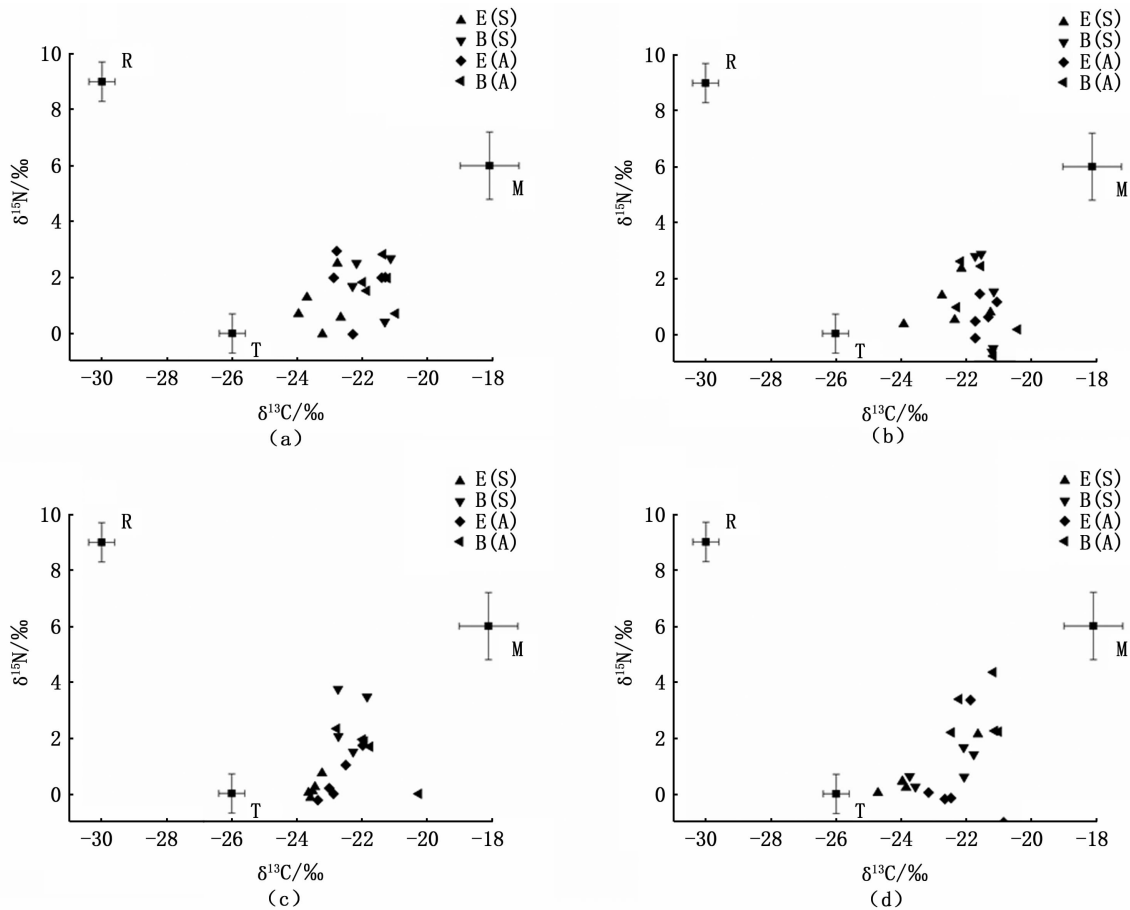 E(S)
B(S)
E(A)
B(A)
10
8
6
4
2
0
R
M
T
δ¹⁵N/‰
−30 −28 −26 −24 −22 −20 −18
δ¹³C/‰
(a)
E(S)
B(S)
E(A)
B(A)
10
8
6
4
2
0
R
M
T
δ¹⁵N/‰
−30 −28 −26 −24 −22 −20 −18
δ¹³C/‰
(b)
E(S)
B(S)
E(A)
B(A)
10
8
6
4
2
0
R
M
T
δ¹⁵N/‰
−30 −28 −26 −24 −22 −20 −18
δ¹³C/‰
(c)
E(S)
B(S)
E(A)
B(A)
10
8
6
4
2
0
R
M
T
δ¹⁵N/‰
−30 −28 −26 −24 −22 −20 −18
δ¹³C/‰
(d)